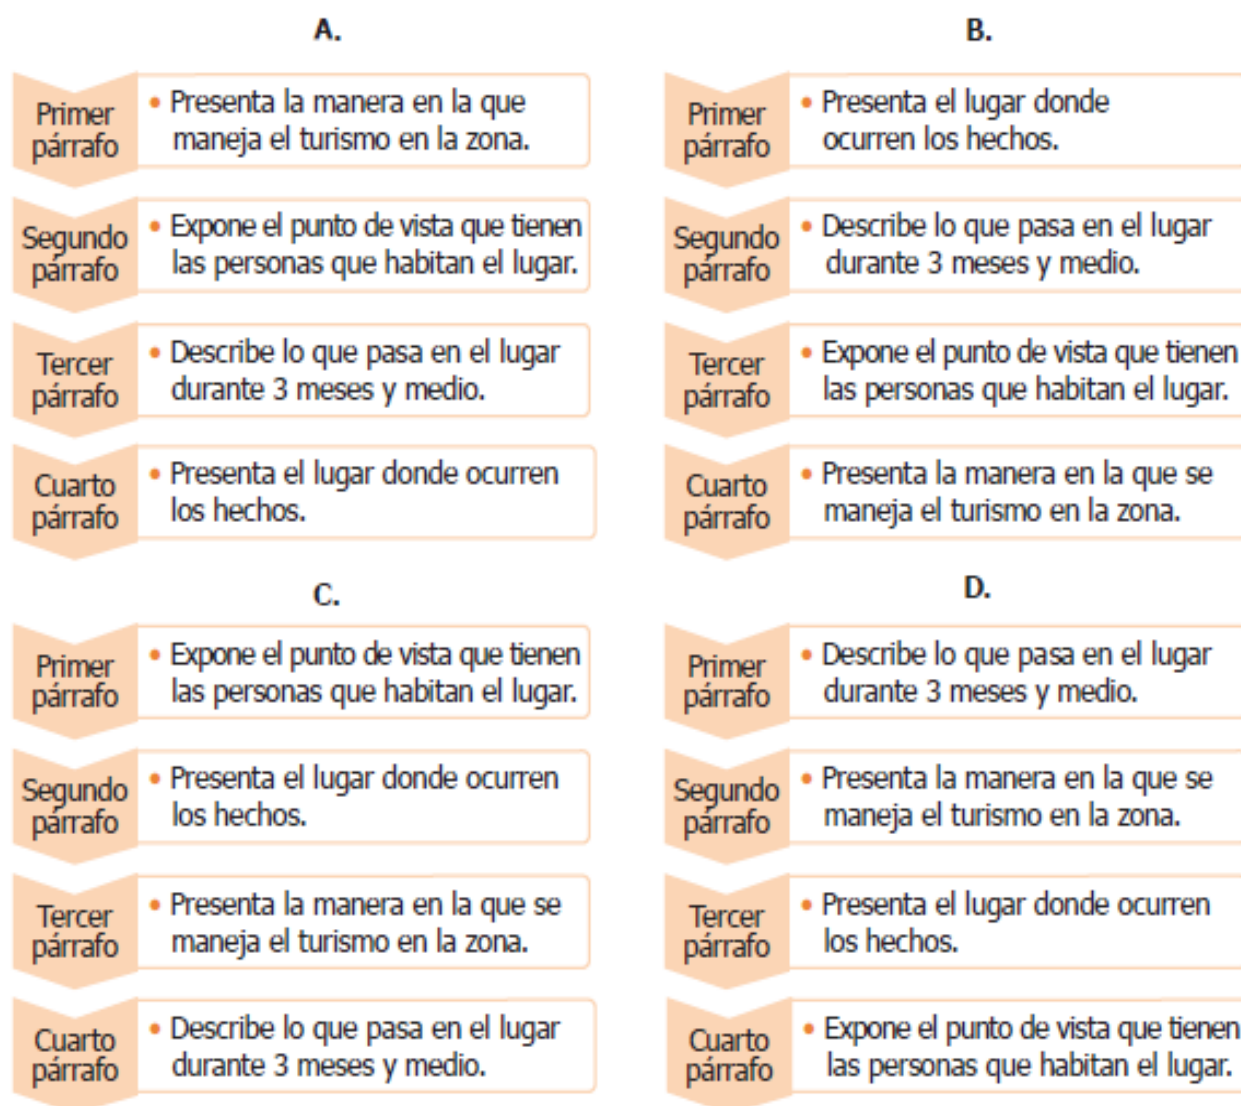 A.
Primer
párrafo
• Presenta la manera en la que
maneja el turismo en la zona.
Segundo
párrafo
• Expone el punto de vista que tienen
las personas que habitan el lugar.
Tercer
párrafo
• Describe lo que pasa en el lugar
durante 3 meses y medio.
Cuarto
párrafo
• Presenta el lugar donde ocurren
los hechos.
B.
Primer
párrafo
• Presenta el lugar donde
ocurren los hechos.
Segundo
párrafo
• Describe lo que pasa en el lugar
durante 3 meses y medio.
Tercer
párrafo
• Expone el punto de vista que tienen
las personas que habitan el lugar.
Cuarto
párrafo
• Presenta la manera en la que se
maneja el turismo en la zona.
C.
Primer
párrafo
• Expone el punto de vista que tienen
las personas que habitan el lugar.
Segundo
párrafo
• Presenta el lugar donde ocurren
los hechos.
Tercer
párrafo
• Presenta la manera en la que se
maneja el turismo en la zona.
Cuarto
párrafo
• Describe lo que pasa en el lugar
durante 3 meses y medio.
D.
Primer
párrafo
• Describe lo que pasa en el lugar
durante 3 meses y medio.
Segundo
párrafo
• Presenta la manera en la que se
maneja el turismo en la zona.
Tercer
párrafo
• Presenta el lugar donde ocurren
los hechos.
Cuarto
párrafo
• Expone el punto de vista que tienen
las personas que habitan el lugar.